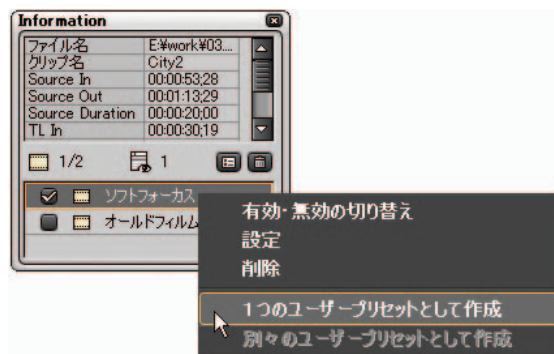 Information
ファイル名 E:¥work¥03...
クリップ名 City2
Source In 00:00:53;28
Source Out 00:01:13;29
Source Duration 00:00:20;00
TL In 00:00:30;19
1/2 1
ソフトフォーカス
オールドフィルム
有効・無効の切り替え
設定
削除
1つのユーザープリセットとして作成
別々のユーザープリセットとして作成